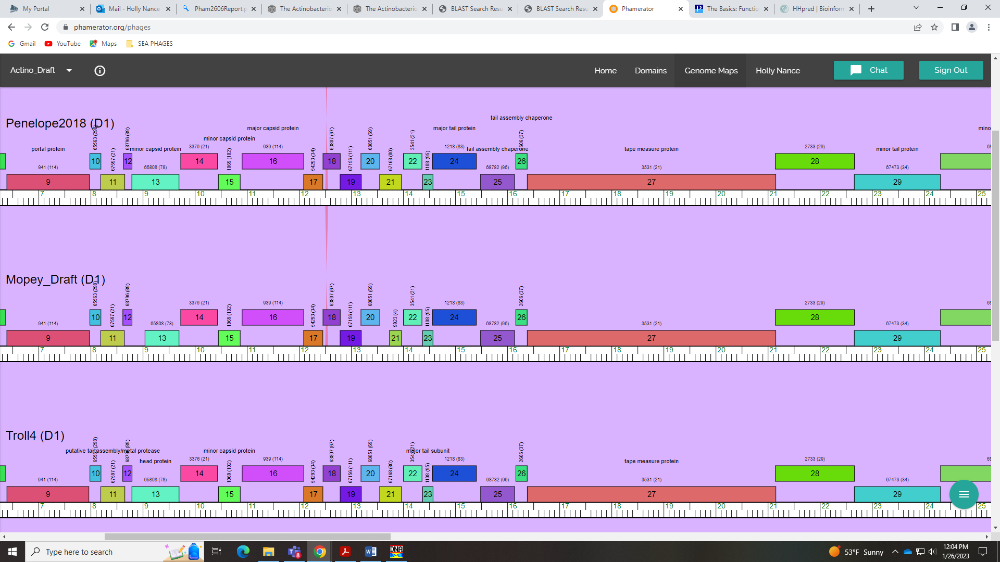 My Portal
Mail - Holly Nance
Pham2606Report.p
The Actinobacterio
The Actinobacterio
BLAST Search Resu
BLAST Search Resu
Phamerator
The Basics: Functio
HHpred | Bioinform
phamerator.org/phages
Gmail
YouTube
Maps
SEA PHAGES
Actino_Draft
Home
Domains
Genome Maps
Holly Nance
Chat
Sign Out
Penelope2018 (D1)
tail assembly chaperone
major capsid protein
major tail protein
mino
minor capsid protein
portal protein
minor capsid protein
tail assembly chaperone
tape measure protein
minor tail protein
65563 (298)
68796 (89)
3376 (21)
939 (114)
63807 (67)
68851 (69)
3541 (21)
1218 (83)
2606 (37)
2733 (29)
68
10 12 14 16 18 20 22 24 26 28
941 (114)
67597 (21)
65808 (78)
1069 (102)
54293 (34)
67156 (111)
67168 (80)
1108 (95)
68782 (96)
3531 (21)
67473 (34)
9 11 13 15 17 19 21 23 25 27 29
7 8 9 10 11 12 13 14 15 16 17 18 19 20 21 22 23 24 25
Mopey_Draft (D1)
65563 (298)
68796 (89)
3376 (21)
939 (114)
63807 (67)
68851 (69)
3541 (21)
1218 (83)
2606 (37)
2733 (29)
68
10 12 14 16 18 20 22 24 26 28
941 (114)
67597 (21)
65808 (78)
1069 (102)
54293 (34)
67156 (111)
9923 (4)
1108 (95)
68782 (96)
3531 (21)
67473 (34)
9 11 13 15 17 19 21 23 25 27 29
7 8 9 10 11 12 13 14 15 16 17 18 19 20 21 22 23 24 25
Troll4 (D1)
putative tail assembly/metal protease
minor capsid protein
major tail subunit
head protein
tape measure protein
65563 (298)
68796 (89)
3376 (21)
939 (114)
63807 (67)
68851 (69)
3541 (21)
1218 (83)
2606 (37)
2733 (29)
68
10 12 14 16 18 20 22 24 26 28
941 (114)
67597 (21)
65808 (78)
1069 (102)
54293 (34)
67156 (111)
67168 (80)
1108 (95)
68782 (96)
3531 (21)
67473 (34)
9 11 13 15 17 19 21 23 25 27 29
7 8 9 10 11 12 13 14 15 16 17 18 19 20 21 22 23 24 25
Type here to search
8
DNA
53°F Sunny
12:04 PM
1/26/2023